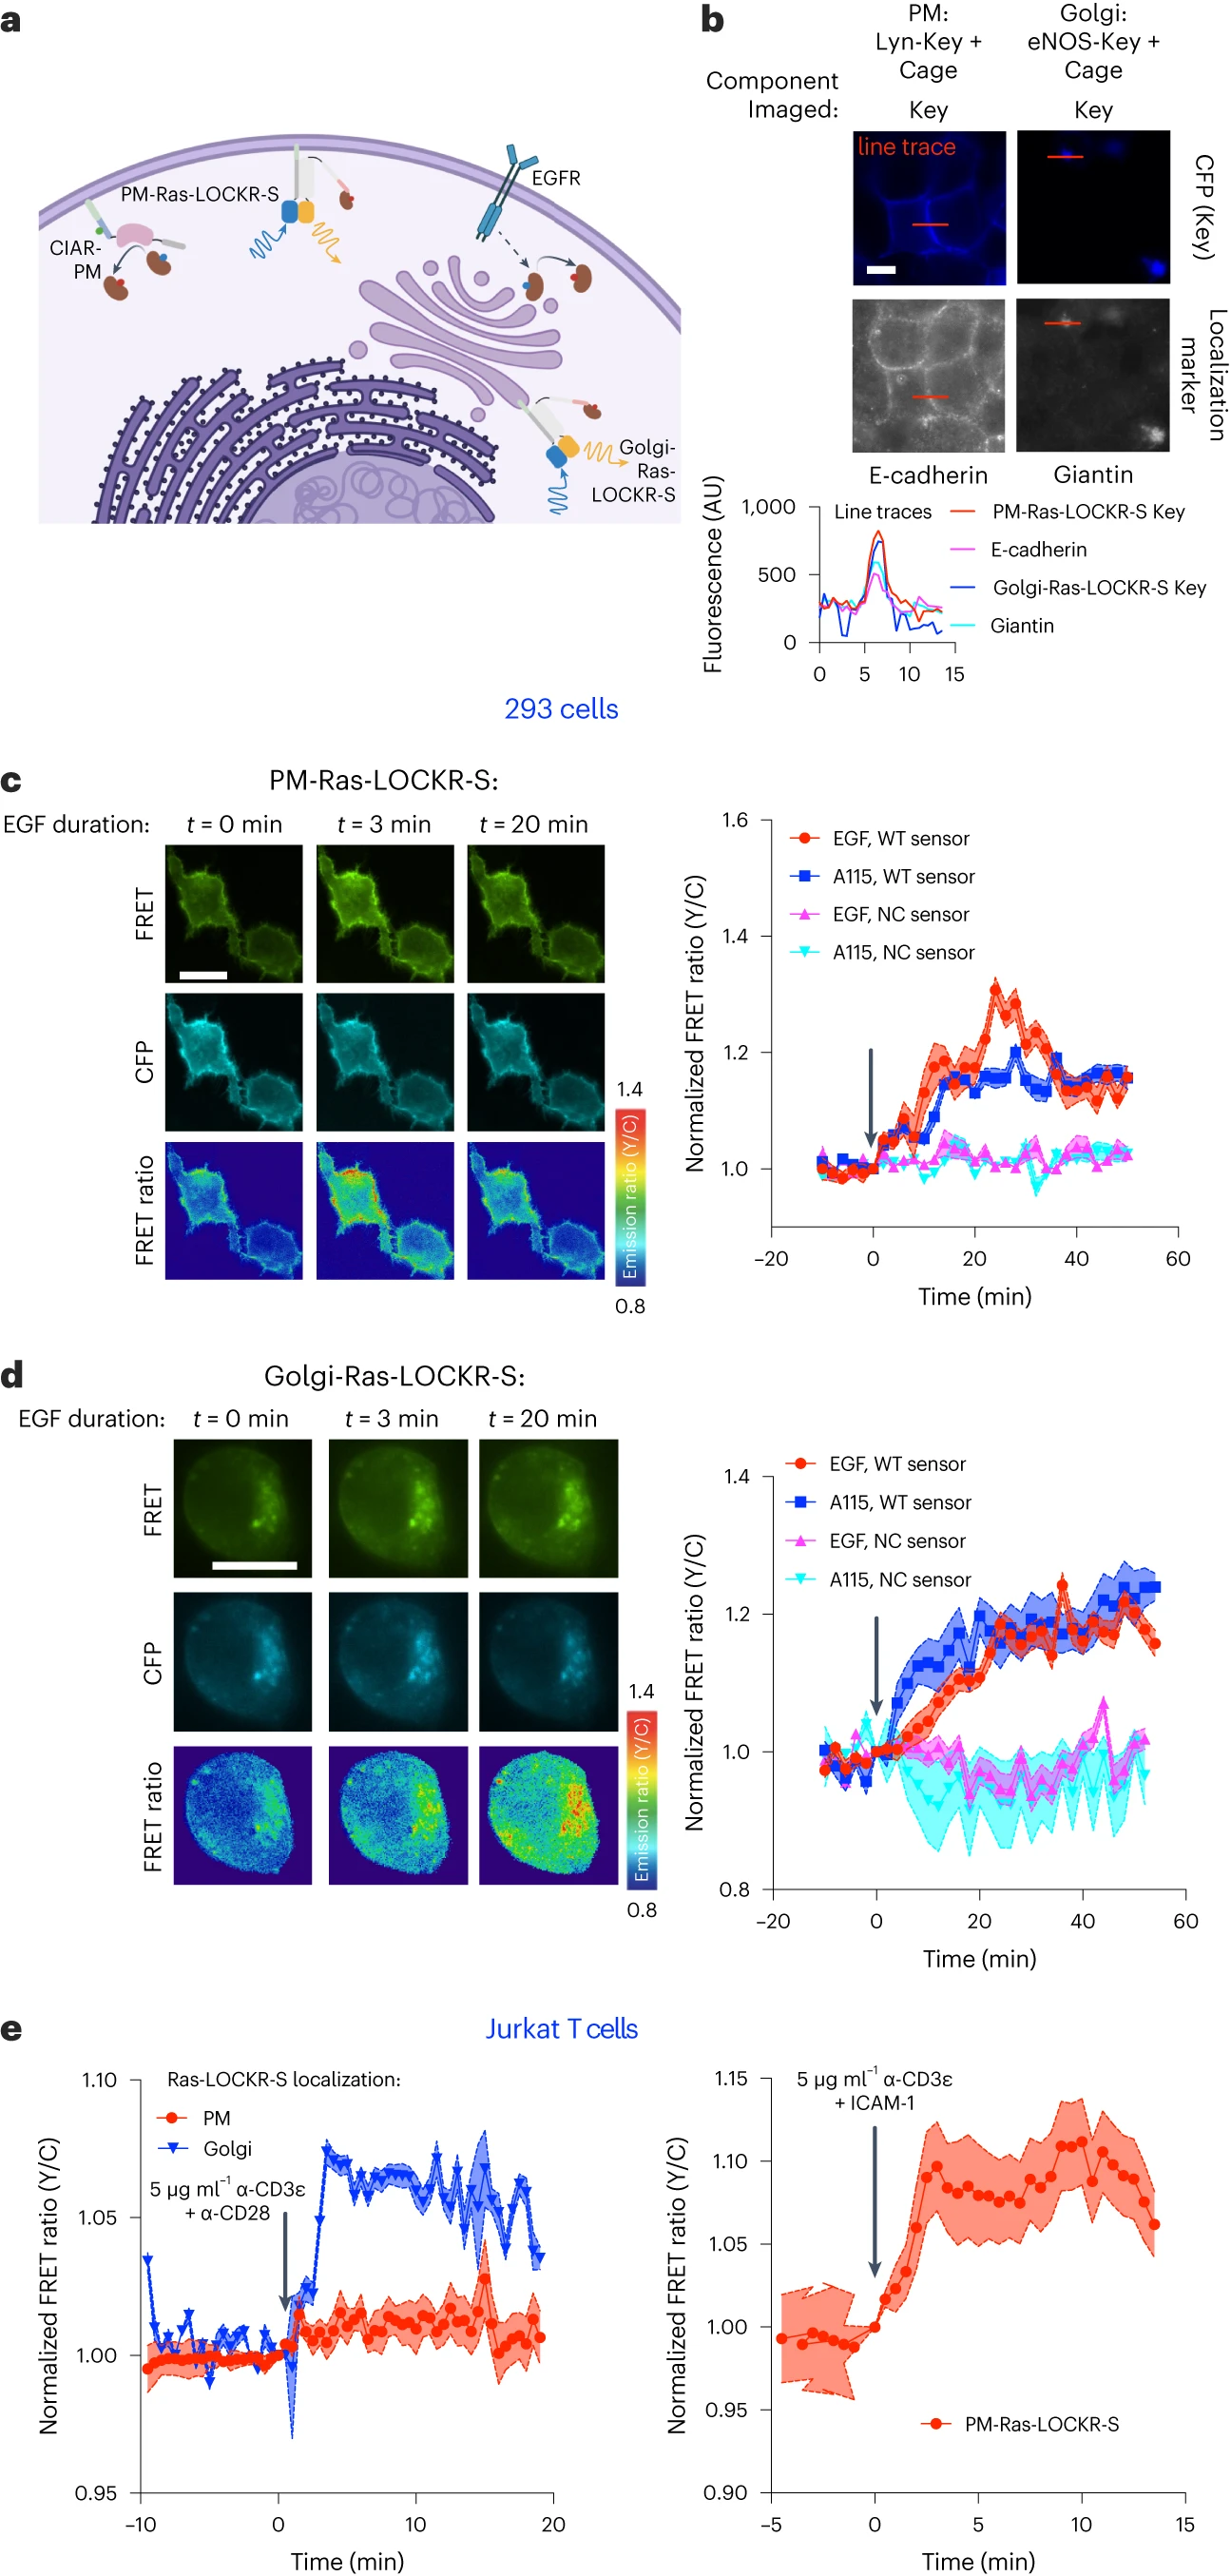 a
PM-Ras-LOCKR-S
EGFR
CIAR-
PM
Golgi-
Ras-
LOCKR-S
b
PM:
Lyn-Key +
Cage
Golgi:
eNOS-Key +
Cage
Component
Imaged:
Key
Key
line trace
CFP (Key)
Localization
marker
E-cadherin
Giantin
Fluorescence (AU)
1,000
500
0
Line traces
PM-Ras-LOCKR-S Key
E-cadherin
Golgi-Ras-LOCKR-S Key
Giantin
0 5 10 15
293 cells
c
PM-Ras-LOCKR-S:
EGF duration:
t = 0 min
t = 3 min
t = 20 min
FRET
CFP
FRET ratio
1.4
Emission ratio (Y/C)
0.8
Normalized FRET ratio (Y/C)
1.6
1.4
1.2
1.0
EGF, WT sensor
A115, WT sensor
EGF, NC sensor
A115, NC sensor
–20 0 20 40 60
Time (min)
d
Golgi-Ras-LOCKR-S:
EGF duration:
t = 0 min
t = 3 min
t = 20 min
FRET
CFP
FRET ratio
1.4
Emission ratio (Y/C)
0.8
Normalized FRET ratio (Y/C)
1.4
1.2
1.0
0.8
EGF, WT sensor
A115, WT sensor
EGF, NC sensor
A115, NC sensor
–20 0 20 40 60
Time (min)
e
Jurkat T cells
Normalized FRET ratio (Y/C)
1.10
1.05
1.00
0.95
Ras-LOCKR-S localization:
PM
Golgi
5 µg ml−1 α-CD3ε
+ α-CD28
–10 0 10 20
Time (min)
Normalized FRET ratio (Y/C)
1.15
1.10
1.05
1.00
0.95
0.90
5 µg ml−1 α-CD3ε
+ ICAM-1
PM-Ras-LOCKR-S
–5 0 5 10 15
Time (min)